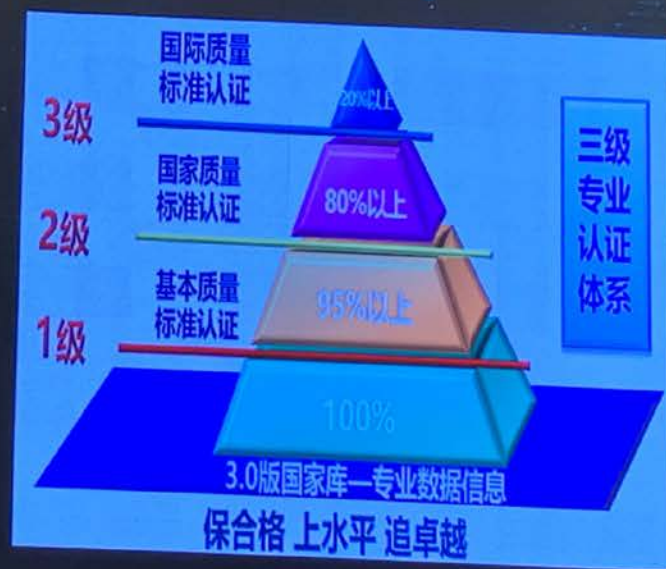 国际质量
标准认证
20%以上
3级
国家质量
标准认证
80%以上
2级
基本质量
标准认证
95%以上
1级
100%
3.0版国家库—专业数据信息
保合格 上水平 追卓越
三级
专业
认证
体系